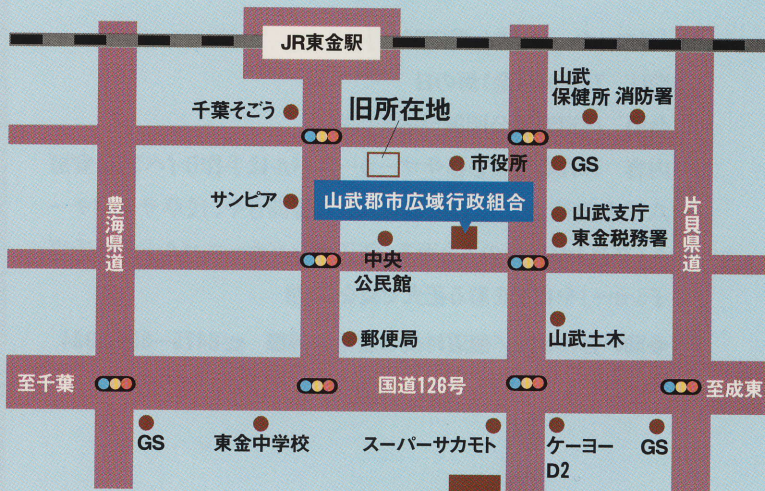 JR東金駅
山武
保健所
消防署
千葉そごう
旧所在地
市役所
GS
サンピア
山武郡市広域行政組合
豊海県道
片貝県道
山武支庁
東金税務署
中央
公民館
郵便局
山武土木
至千葉
国道126号
至成東
GS
東金中学校
スーパーサカモト
ケーヨー
D2
GS